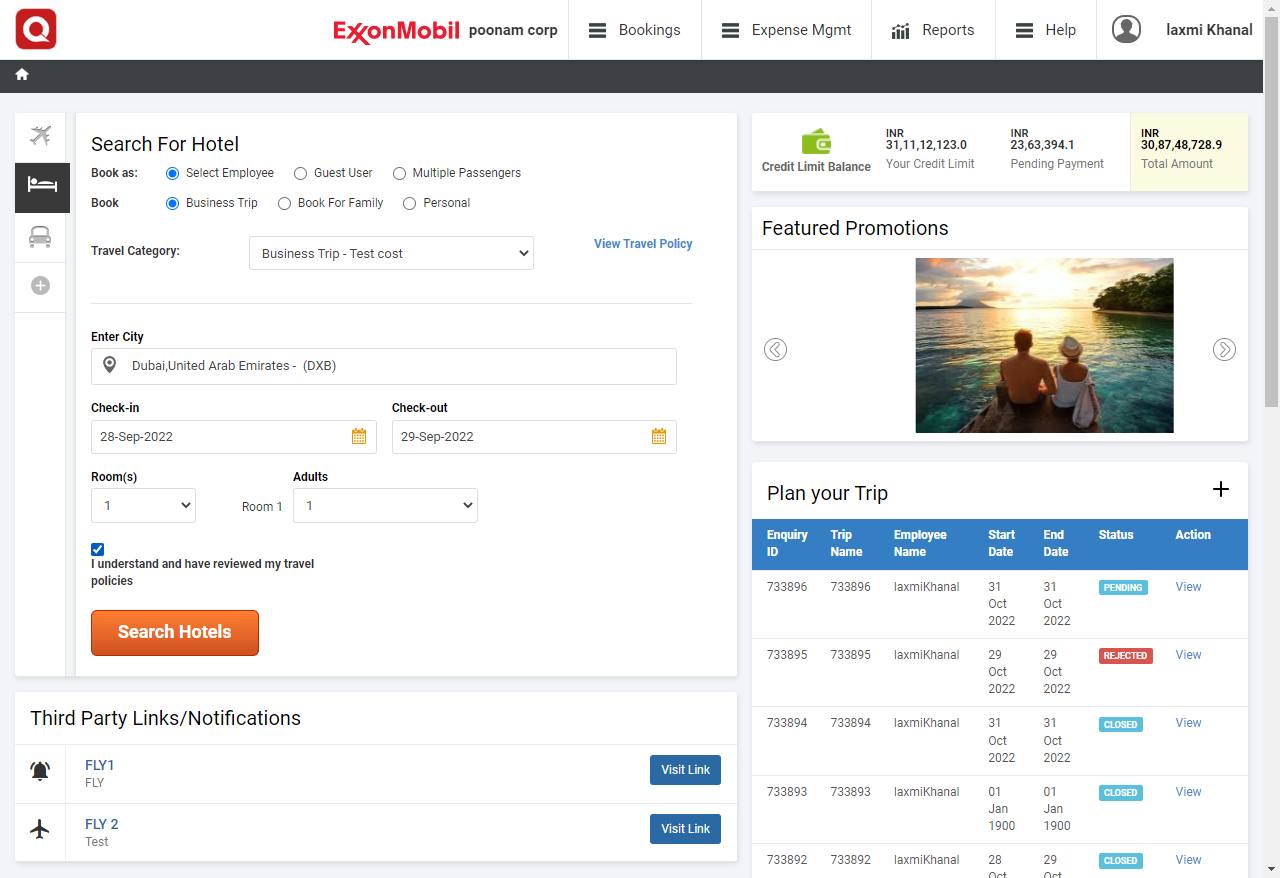 Q
ExxonMobil poonam corp Bookings Expense Mgmt Reports Help laxmi Khanal
Search For Hotel
Book as: Select Employee Guest User Multiple Passengers
Book Business Trip Book For Family Personal
Travel Category: Business Trip - Test cost View Travel Policy
Enter City
Dubai,United Arab Emirates - (DXB)
Check-in Check-out
28-Sep-2022 29-Sep-2022
Room(s) Adults
1 Room 1 1
I understand and have reviewed my travel
policies
Search Hotels
Third Party Links/Notifications
FLY1
FLY
Visit Link
FLY 2
Test
Visit Link
Credit Limit Balance
INR
31,11,12,123.0
Your Credit Limit
INR
23,63,394.1
Pending Payment
INR
30,87,48,728.9
Total Amount
Featured Promotions
Plan your Trip
Enquiry Trip Employee Start End Status Action
ID Name Name Date Date
733896 733896 laxmiKhanal 31 31 PENDING View
Oct Oct
2022 2022
733895 733895 laxmiKhanal 29 29 REJECTED View
Oct Oct
2022 2022
733894 733894 laxmiKhanal 31 31 CLOSED View
Oct Oct
2022 2022
733893 733893 laxmiKhanal 01 01 CLOSED View
Jan Jan
1900 1900
733892 733892 laxmiKhanal 28 29 CLOSED View
Oct Oct